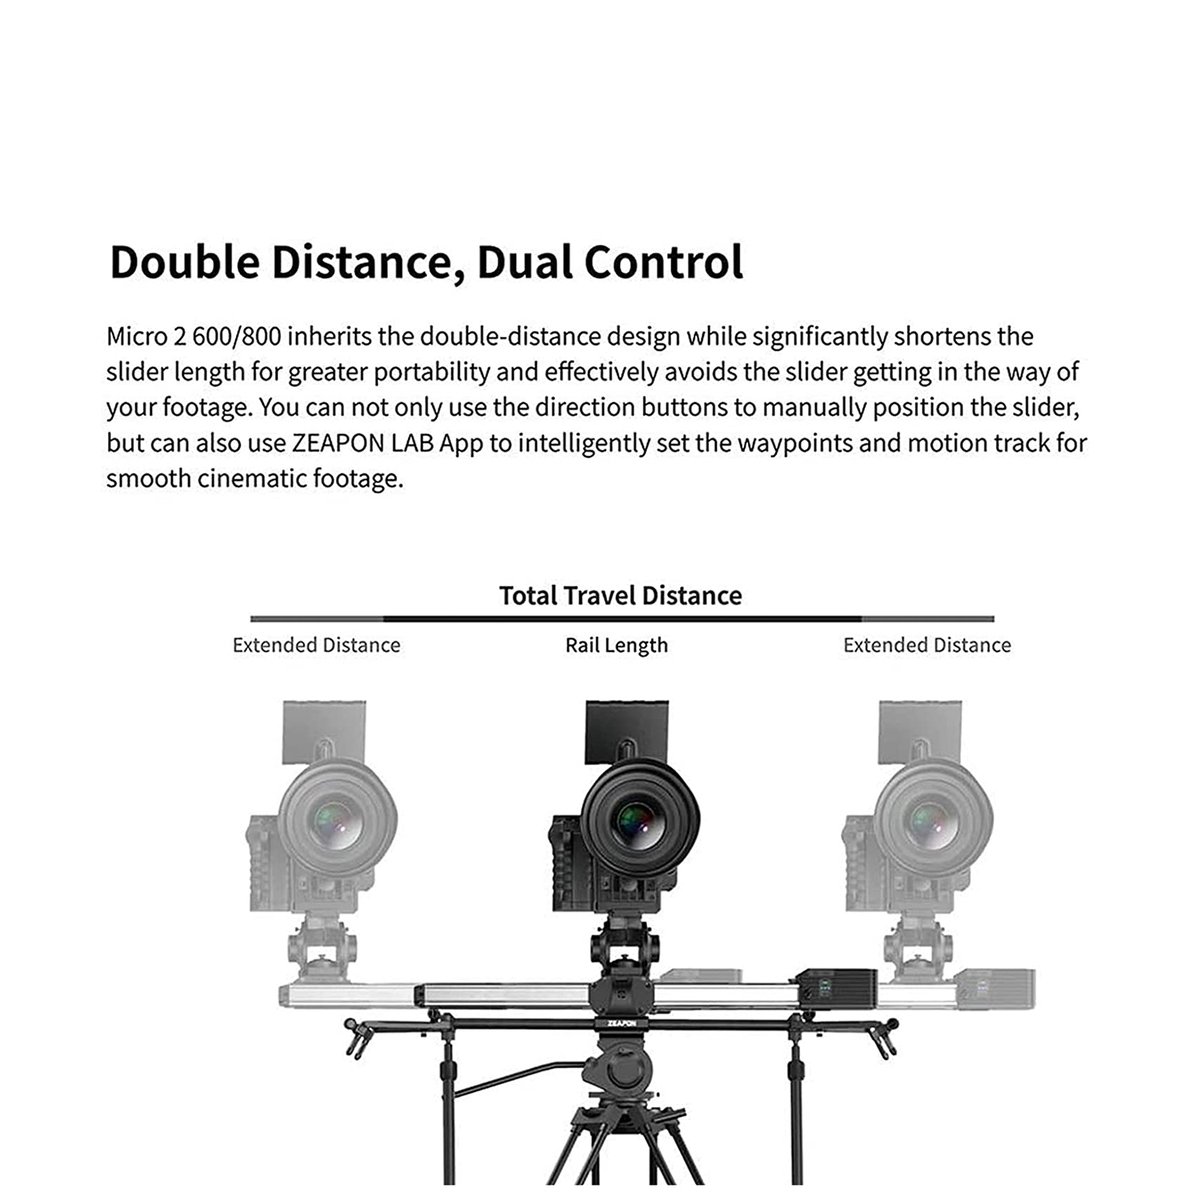 Double Distance, Dual Control
Micro 2 600/800 inherits the double-distance design while significantly shortens the
slider length for greater portability and effectively avoids the slider getting in the way of
your footage. You can not only use the direction buttons to manually position the slider,
but can also use ZEAPON LAB App to intelligently set the waypoints and motion track for
smooth cinematic footage.
Total Travel Distance
Extended Distance Rail Length Extended Distance
ZEAPON